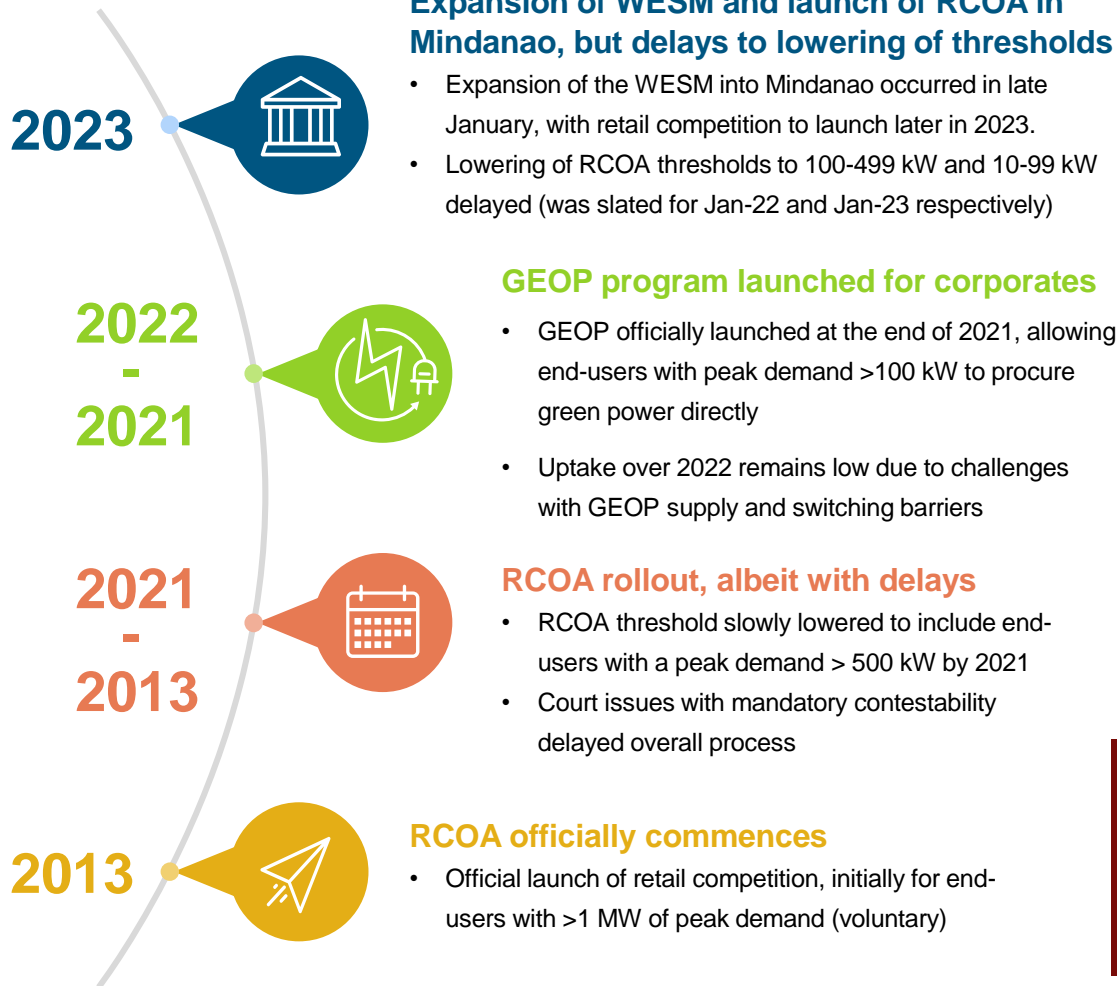 Expansion of WESM and launch of RCOA in
Mindanao, but delays to lowering of thresholds
2023
• Expansion of the WESM into Mindanao occurred in late
January, with retail competition to launch later in 2023.
• Lowering of RCOA thresholds to 100-499 kW and 10-99 kW
delayed (was slated for Jan-22 and Jan-23 respectively)
2022
-
2021
GEOP program launched for corporates
• GEOP officially launched at the end of 2021, allowing
end-users with peak demand >100 kW to procure
green power directly
• Uptake over 2022 remains low due to challenges
with GEOP supply and switching barriers
2021
-
2013
RCOA rollout, albeit with delays
• RCOA threshold slowly lowered to include end-
users with a peak demand > 500 kW by 2021
• Court issues with mandatory contestability
delayed overall process
2013
RCOA officially commences
• Official launch of retail competition, initially for end-
users with >1 MW of peak demand (voluntary)